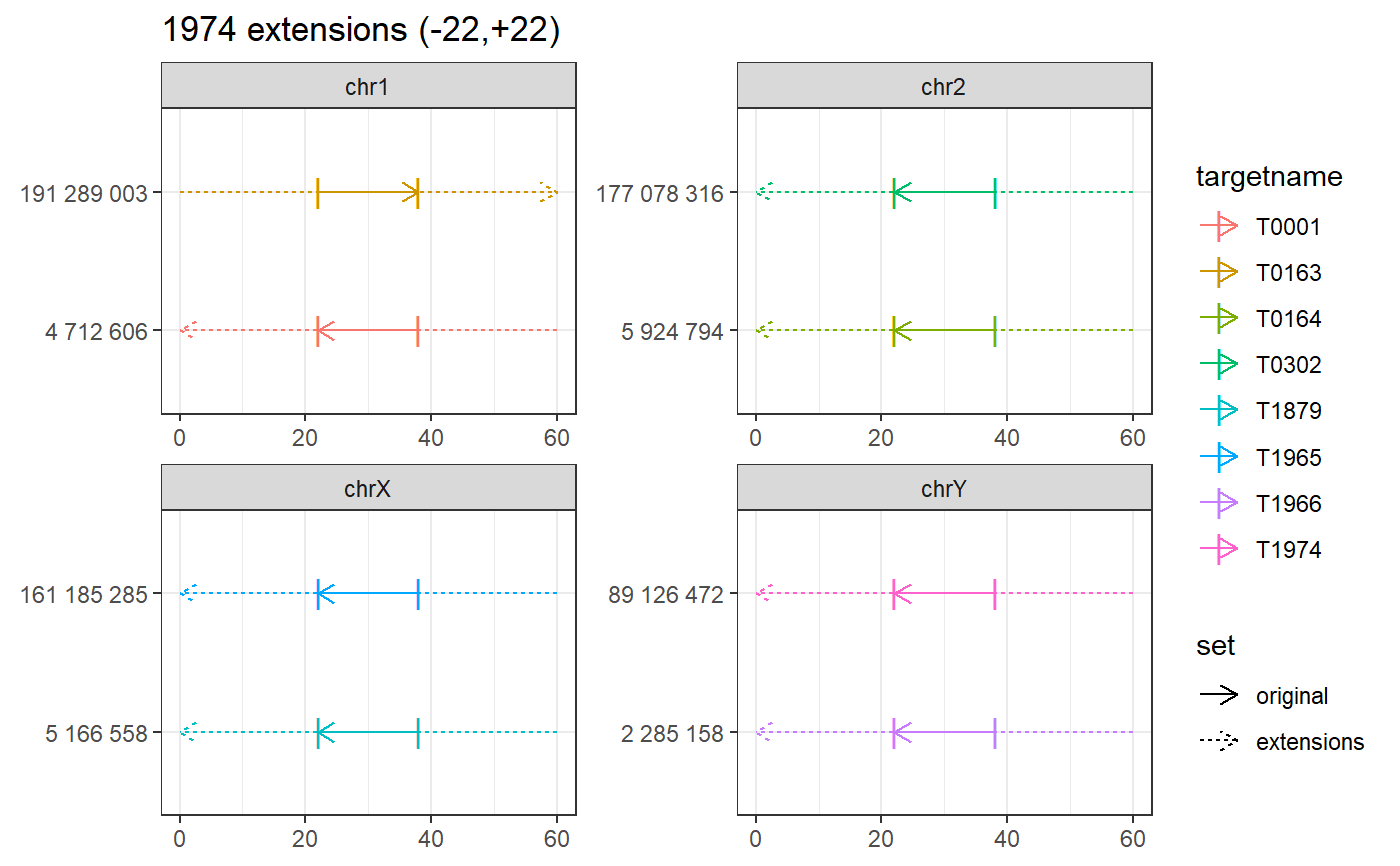 1974 extensions (-22,+22)
chr1
191 289 003
4 712 606
0 20 40 60
chr2
177 078 316
5 924 794
0 20 40 60
chrX
161 185 285
5 166 558
0 20 40 60
chrY
89 126 472
2 285 158
0 20 40 60
targetname
T0001
T0163
T0164
T0302
T1879
T1965
T1966
T1974
set
original
extensions